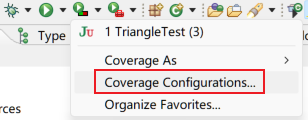 Type
1 TriangleTest (3)
Coverage As
Coverage Configurations...
Organize Favorites...
rces